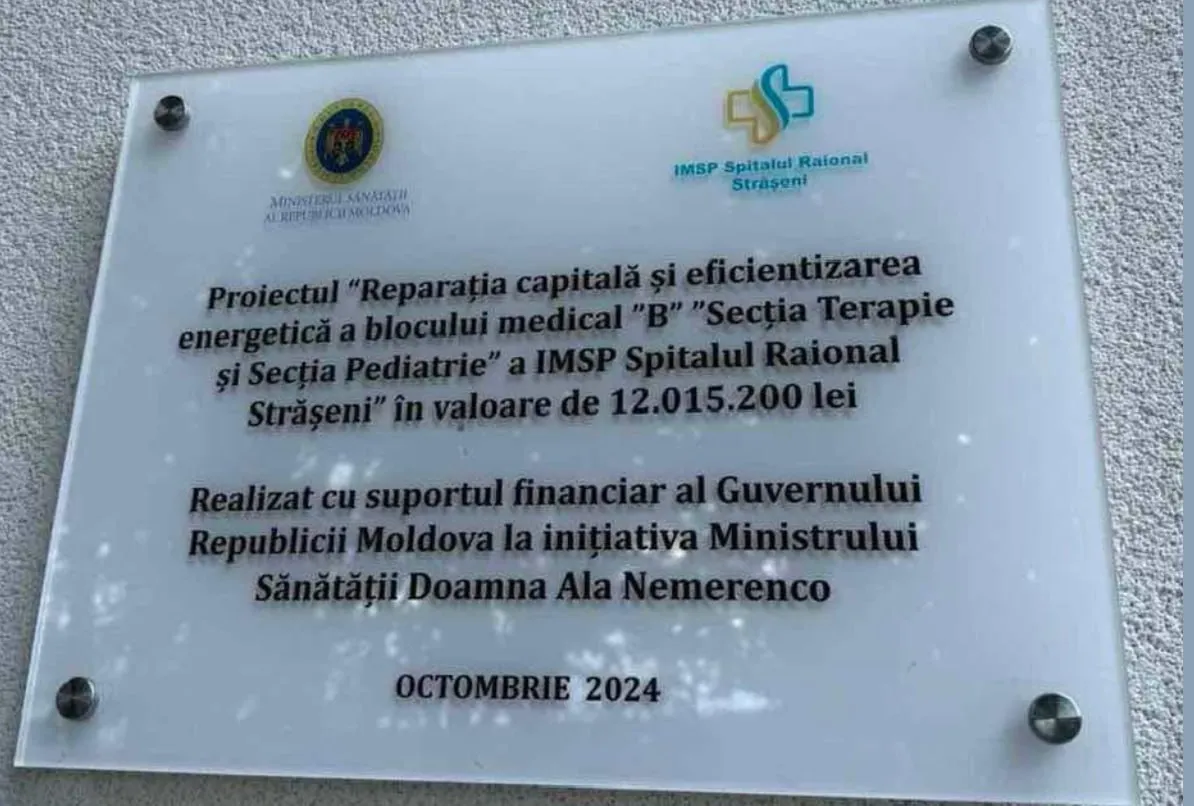 MINISTERUL SĂNĂTĂȚII
AL REPUBLICII MOLDOVA
IMSP Spitalul Raional
Strășeni
Proiectul “Reparația capitală și eficientizarea
energetică a blocului medical ”B” ”Secția Terapie
și Secția Pediatrie” a IMSP Spitalul Raional
Strășeni” în valoare de 12.015.200 lei
Realizat cu suportul financiar al Guvernului
Republicii Moldova la inițiativa Ministrului
Sănătății Doamna Ala Nemerenco
OCTOMBRIE 2024